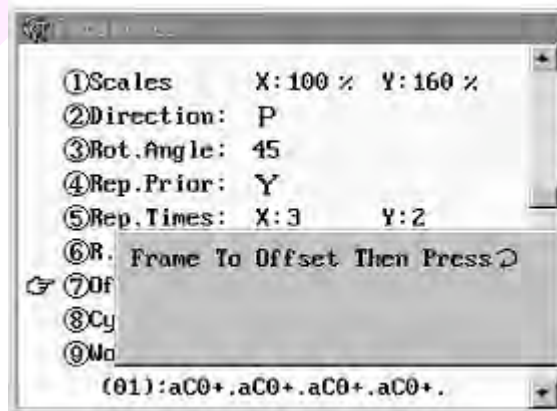 ①Scales X:100 % Y:160 %
②Direction: P
③Rot.Angle: 45
④Rep.Prior: Y
⑤Rep.Times: X:3 Y:2
⑥R.
Frame To Offset Then Press
⑦Of
⑧Cy
⑨Wo
(01):aC0+.aC0+.aC0+.aC0+.